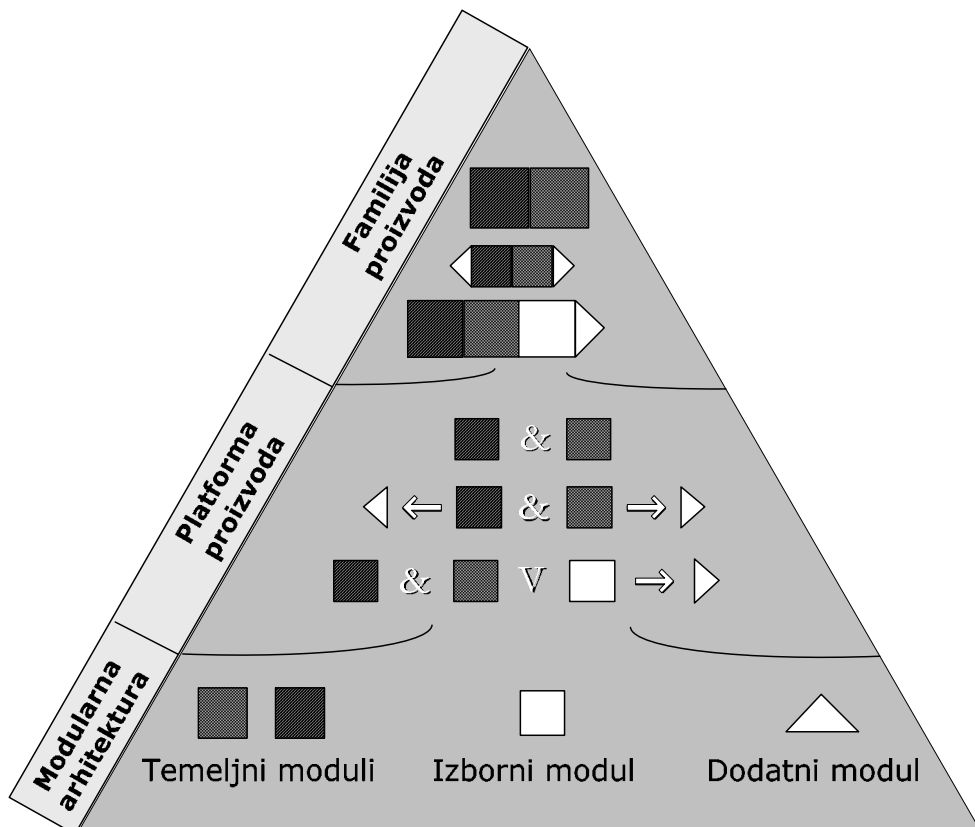 Familija
proizvoda
Platforma
proizvoda
&
&
& V
Modularna
arhitektura
Temeljni moduli Izborni modul Dodatni modul